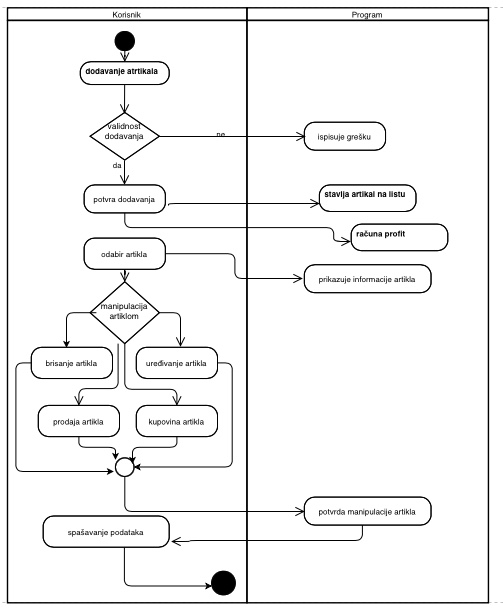 Korisnik
Program
dodavanje atrtikala
validnost
dodavanja
ne
ispisuje grešku
da
potvra dodavanja
stavlja artikal na listu
računa profit
odabir artikla
prikazuje informacije artikla
manipulacija
artiklom
brisanje artikla
uređivanje artikla
prodaja artikla
kupovina artikla
potvrda manipulacije artikla
spašavanje podataka